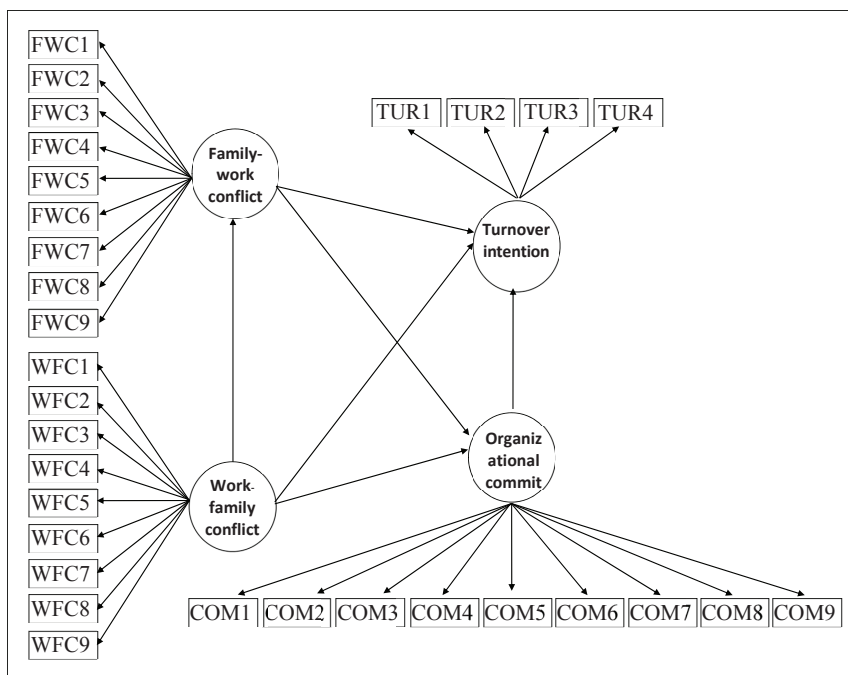 FWC1
FWC2
FWC3
FWC4
FWC5
FWC6
FWC7
FWC8
FWC9
Family-
work
conflict
TUR1 TUR2 TUR3 TUR4
Turnover
intention
WFC1
WFC2
WFC3
WFC4
WFC5
WFC6
WFC7
WFC8
WFC9
Work-
family
conflict
Organiz
ational
commit
COM1 COM2 COM3 COM4 COM5 COM6 COM7 COM8 COM9